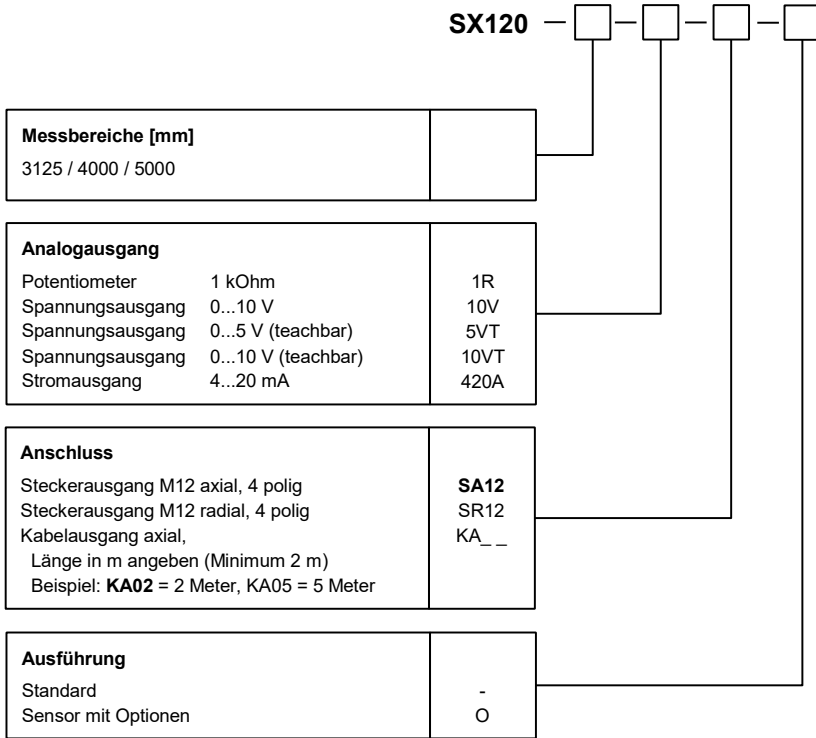 SX120
Messbereiche [mm]
3125 / 4000 / 5000
Analogausgang
Potentiometer 1 kOhm 1R
Spannungsausgang 0...10 V 10V
Spannungsausgang 0...5 V (teachbar) 5VT
Spannungsausgang 0...10 V (teachbar) 10VT
Stromausgang 4...20 mA 420A
Anschluss
Steckerausgang M12 axial, 4 polig SA12
Steckerausgang M12 radial, 4 polig SR12
Kabelausgang axial, KA_ _
Länge in m angeben (Minimum 2 m)
Beispiel: KA02 = 2 Meter, KA05 = 5 Meter
Ausführung
Standard -
Sensor mit Optionen O